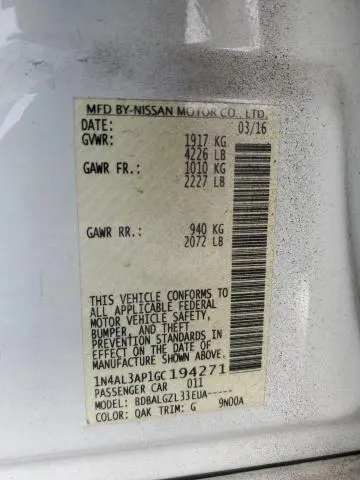 MFD BY-NISSAN MOTOR CO., LTD.
DATE: 03/16
GVWR: 1917 KG
4226 LB
GAWR FR.: 1010 KG
2227 LB
GAWR RR.: 940 KG
2072 LB
THIS VEHICLE CONFORMS TO
ALL APPLICABLE FEDERAL
MOTOR VEHICLE SAFETY,
BUMPER, AND THEFT
PREVENTION STANDARDS IN
EFFECT ON THE DATE OF
MANUFACTURE SHOWN ABOVE.
1N4AL3AP1GC194271
PASSENGER CAR 011
MODEL: BDBALGZL33EUA-----
COLOR: QAK TRIM: G 9N00A